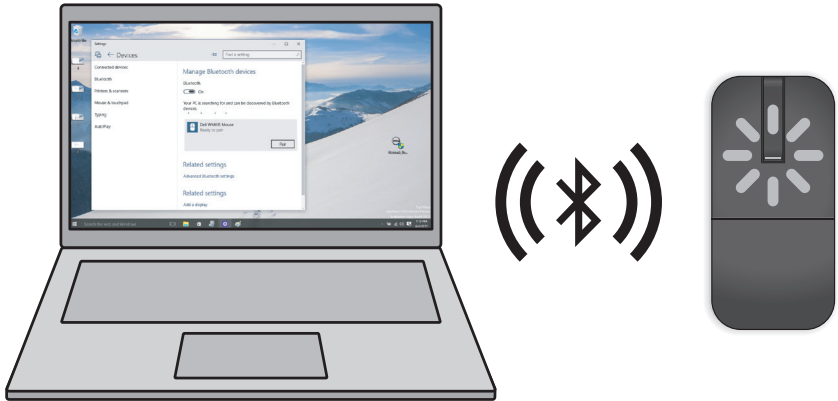 Settings
Devices
Find a setting
Connected devices
Bluetooth
Printers & scanners
Mouse & touchpad
Typing
AutoPlay
Manage Bluetooth devices
Bluetooth
On
Your PC is searching for and can be discovered by Bluetooth
devices.
Dell WM615 Mouse
Ready to pair
Pair
Related settings
Advanced Bluetooth settings
Related settings
Add a display
Search the web and Windows